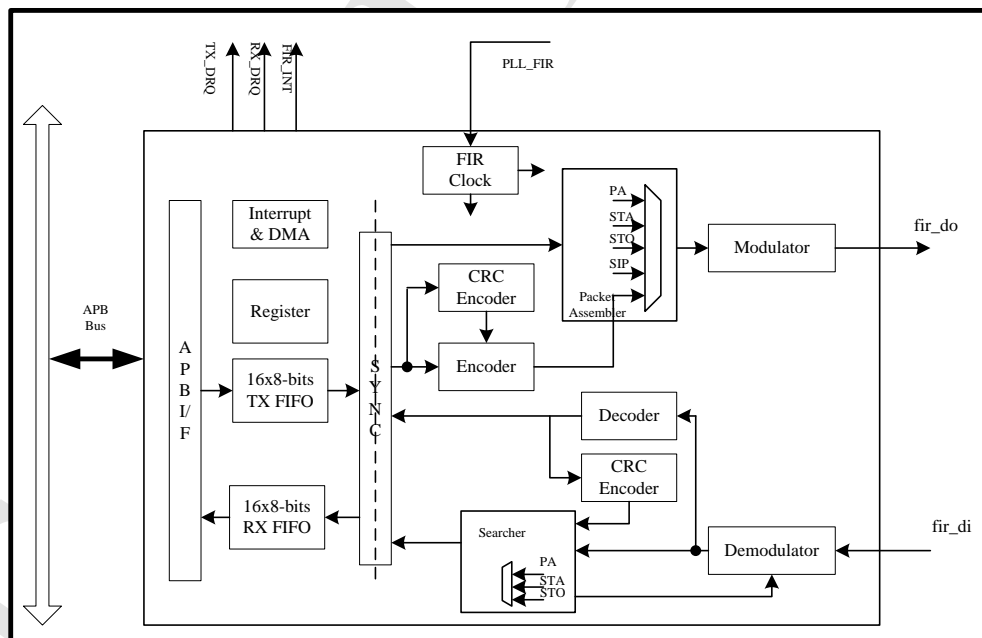 TX_DRQ
RX_DRQ
FIR_INT
PLL_FIR
FIR
Clock
Interrupt
& DMA
Register
16x8-bits
TX FIFO
16x8-bits
RX FIFO
APB
Bus
APBI/F
SYNC
CRC
Encoder
Encoder
PA
STA
STO
SIP
Packet
Assembler
Modulator
fir_do
Decoder
CRC
Encoder
Searcher
PA
STA
STO
Demodulator
fir_di